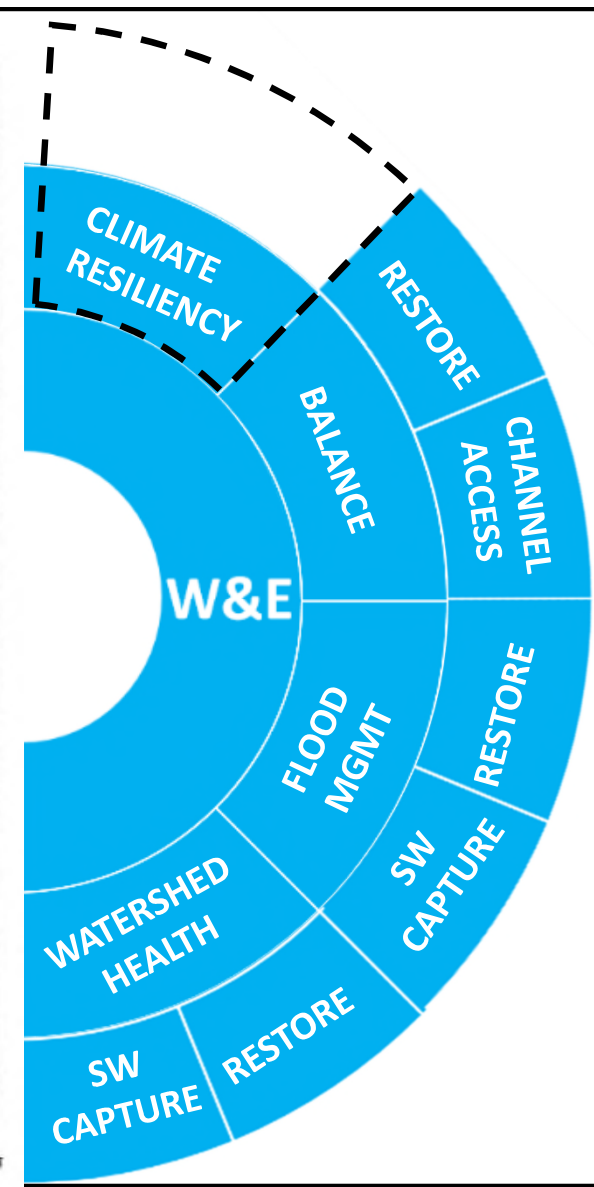 CLIMATE
RESILIENCY
RESTORE
BALANCE
CHANNEL
ACCESS
W&E
RESTORE
FLOOD
MGMT
SW
CAPTURE
WATERSHED
HEALTH
RESTORE
SW
CAPTURE